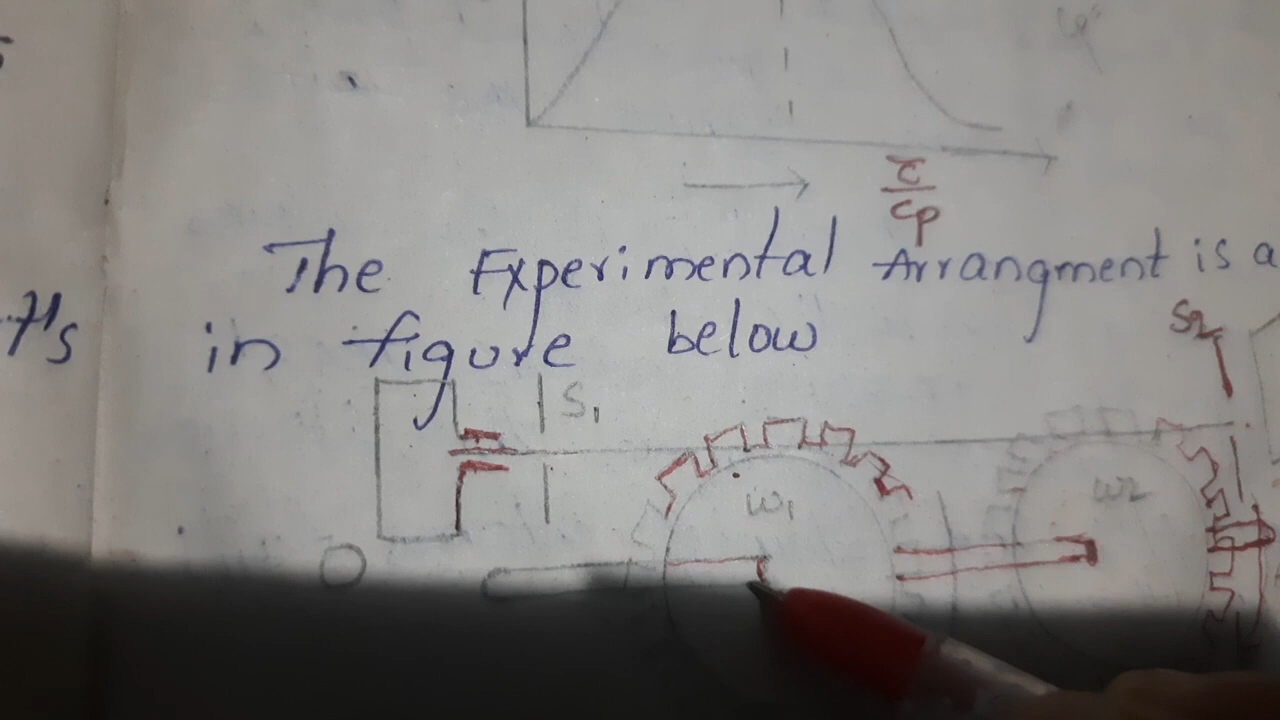 c
cp
The Experimental Arrangment is a
in figure below
S2
S1
w1
w2